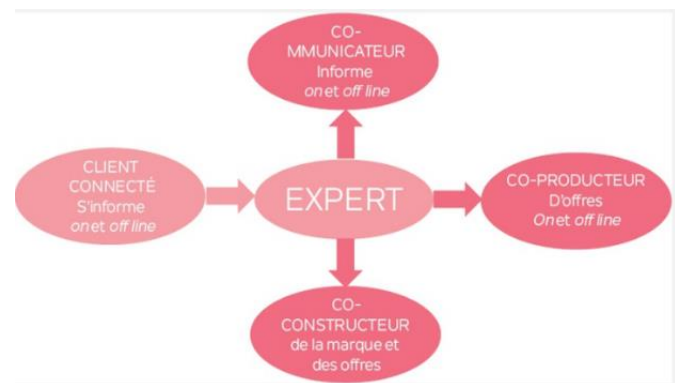 CO-
MMUNICATEUR
Informe
on et off line
CLIENT
CONNECTÉ
S'informe
on et off line
EXPERT
CO-PRODUCTEUR
D'offres
On et off line
CO-
CONSTRUCTEUR
de la marque et
des offres